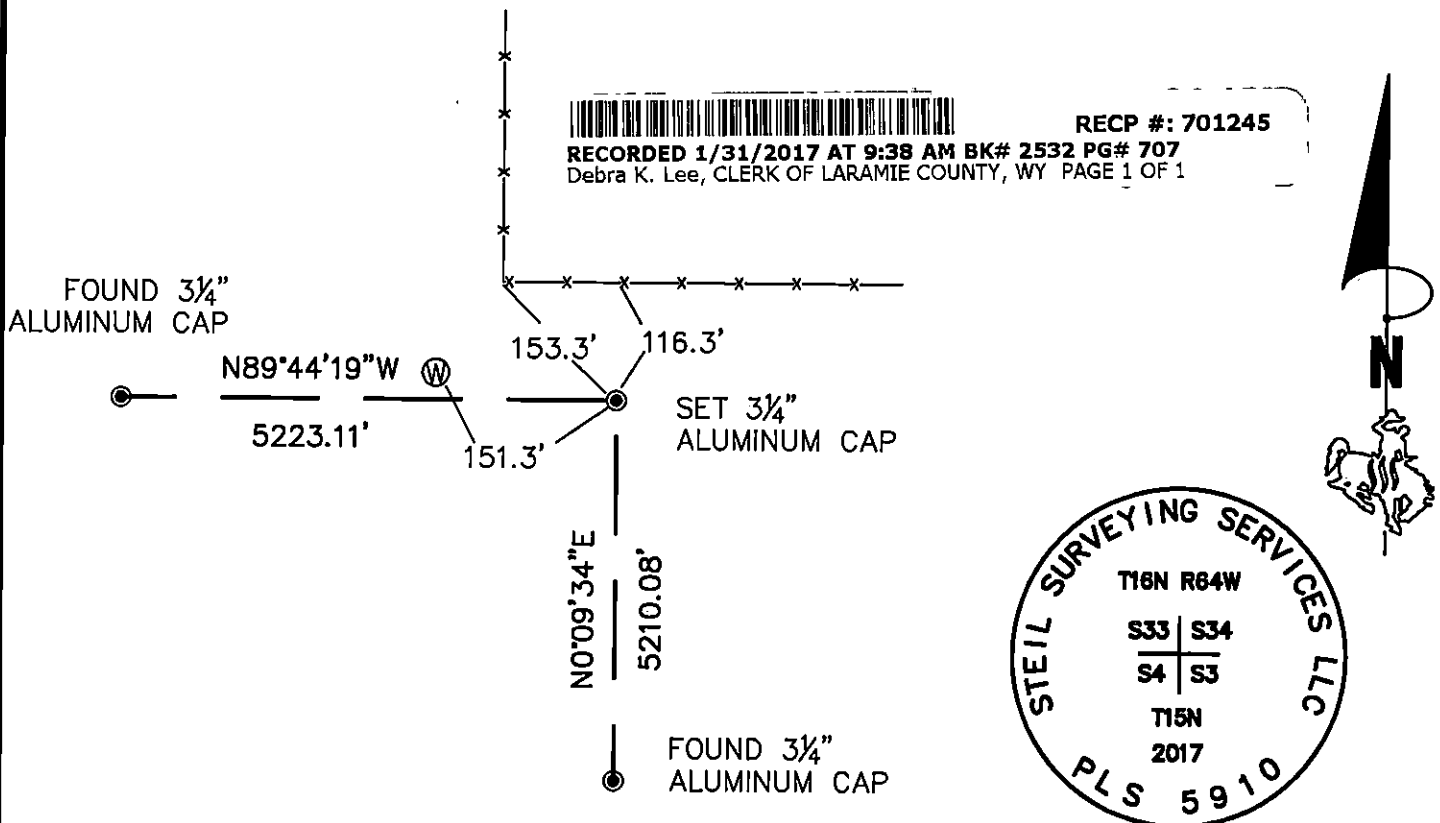 RECP #: 701245
RECORDED 1/31/2017 AT 9:38 AM BK# 2532 PG# 707
Debra K. Lee, CLERK OF LARAMIE COUNTY, WY PAGE 1 OF 1
FOUND 3¼"
ALUMINUM CAP
153.3'
116.3'
N89°44'19"W
W
5223.11'
151.3'
SET 3¼"
ALUMINUM CAP
N
N0°09'34"E
5210.08'
FOUND 3¼"
ALUMINUM CAP
STEIL SURVEYING SERVICES LLC
T16N R64W
S33 S34
S4 S3
T15N
2017
PLS 5910